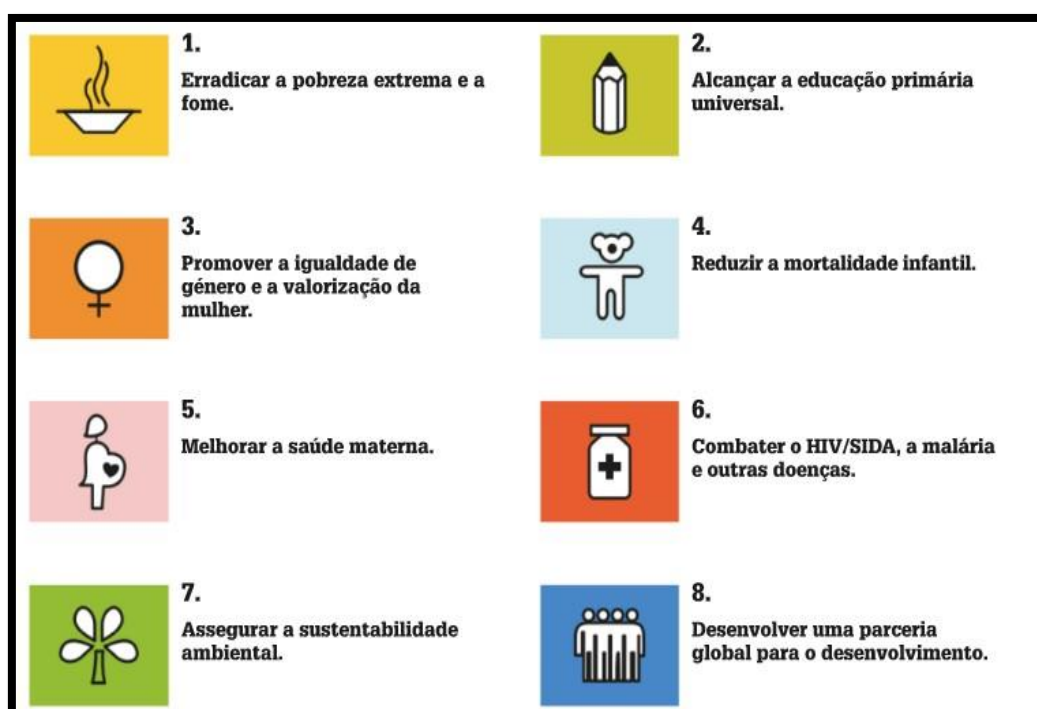 1.
Erradicar a pobreza extrema e a
fome.
2.
Alcançar a educação primária
universal.
3.
Promover a igualdade de
género e a valorização da
mulher.
4.
Reduzir a mortalidade infantil.
5.
Melhorar a saúde materna.
6.
Combater o HIV/SIDA, a malária
e outras doenças.
7.
Assegurar a sustentabilidade
ambiental.
8.
Desenvolver uma parceria
global para o desenvolvimento.